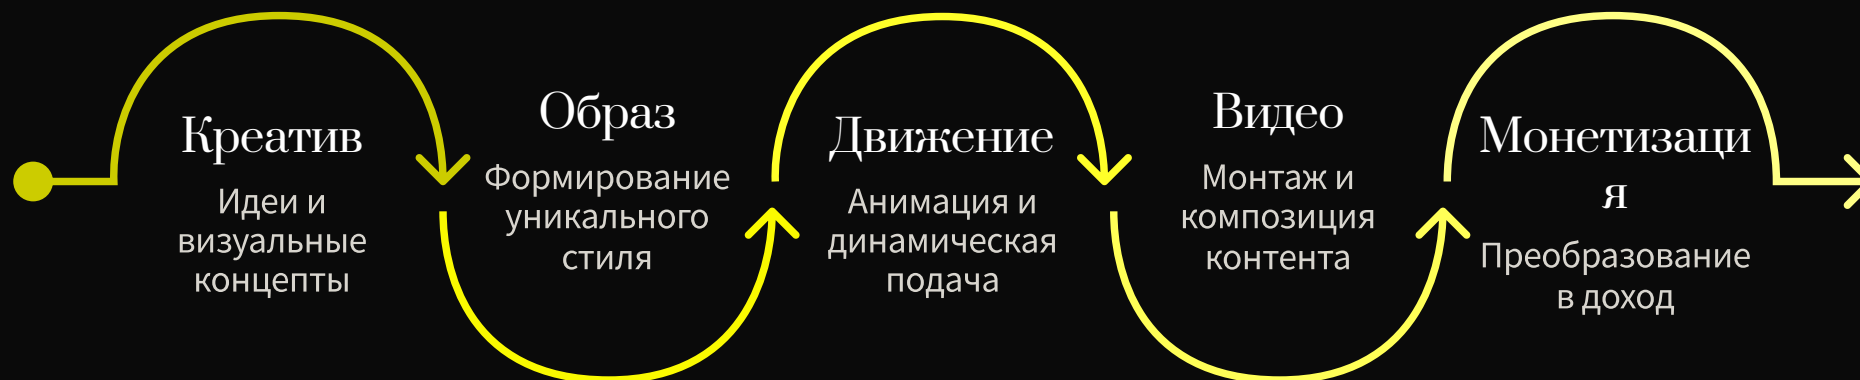 Креатив
Идеи и
визуальные
концепты
Образ
Формирование
уникального
стиля
Движение
Анимация и
динамическая
подача
Видео
Монтаж и
композиция
контента
Монетизаци
я
Преобразование
в доход